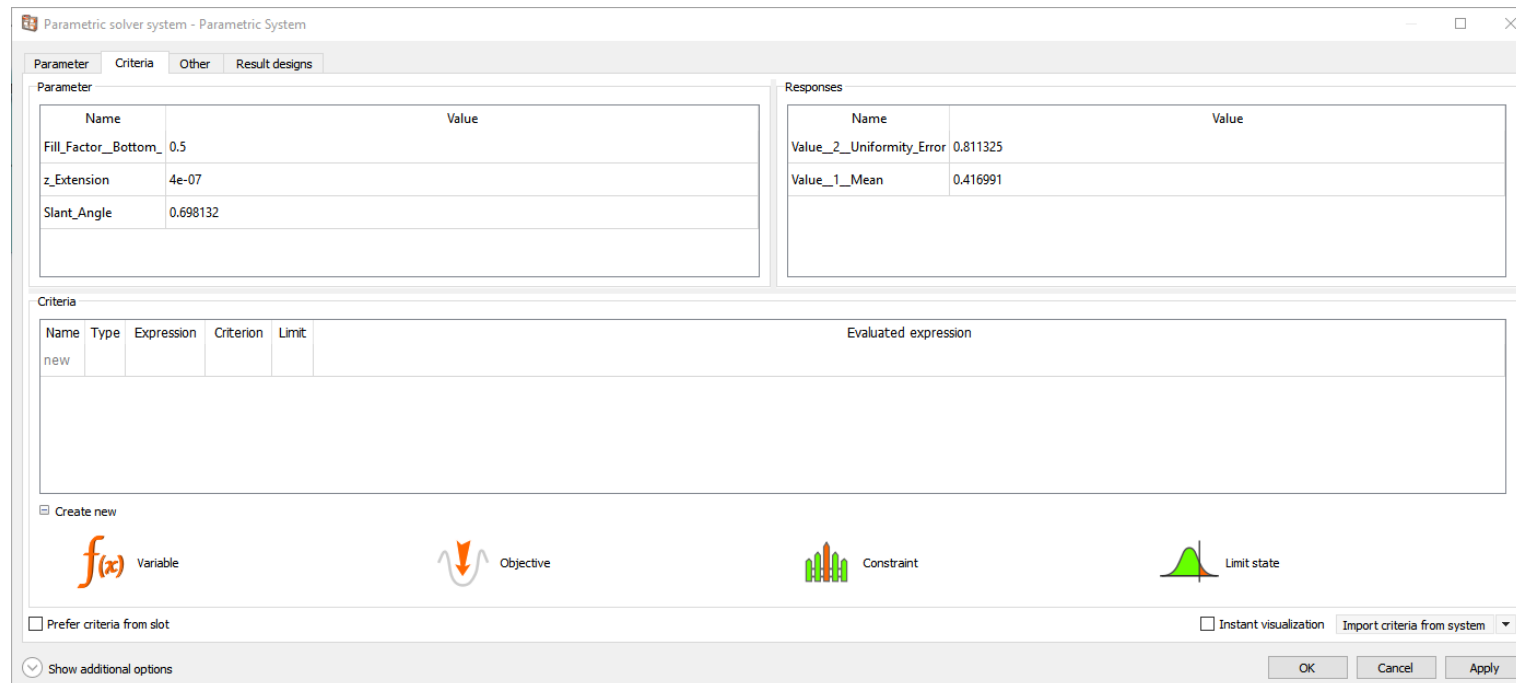 Parametric solver system - Parametric System
Parameter Criteria Other Result designs
Parameter
Name Value
Fill_Factor__Bottom_ 0.5
z_Extension 4e-07
Slant_Angle 0.698132
Responses
Name Value
Value__2__Uniformity_Error 0.811325
Value__1__Mean 0.416991
Criteria
Name Type Expression Criterion Limit Evaluated expression
new
Create new
f(x) Variable
Objective
Constraint
Limit state
Prefer criteria from slot
Instant visualization Import criteria from system
Show additional options
OK Cancel Apply